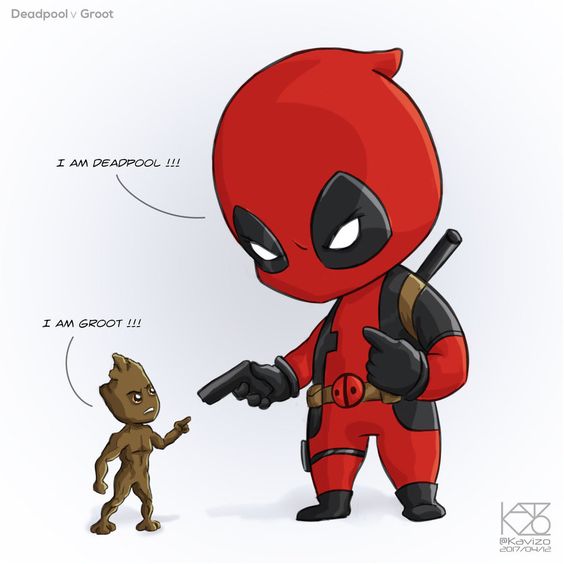 Deadpool v Groot
I AM DEADPOOL !!!
I AM GROOT !!!
@Kavizo
2017/04/12